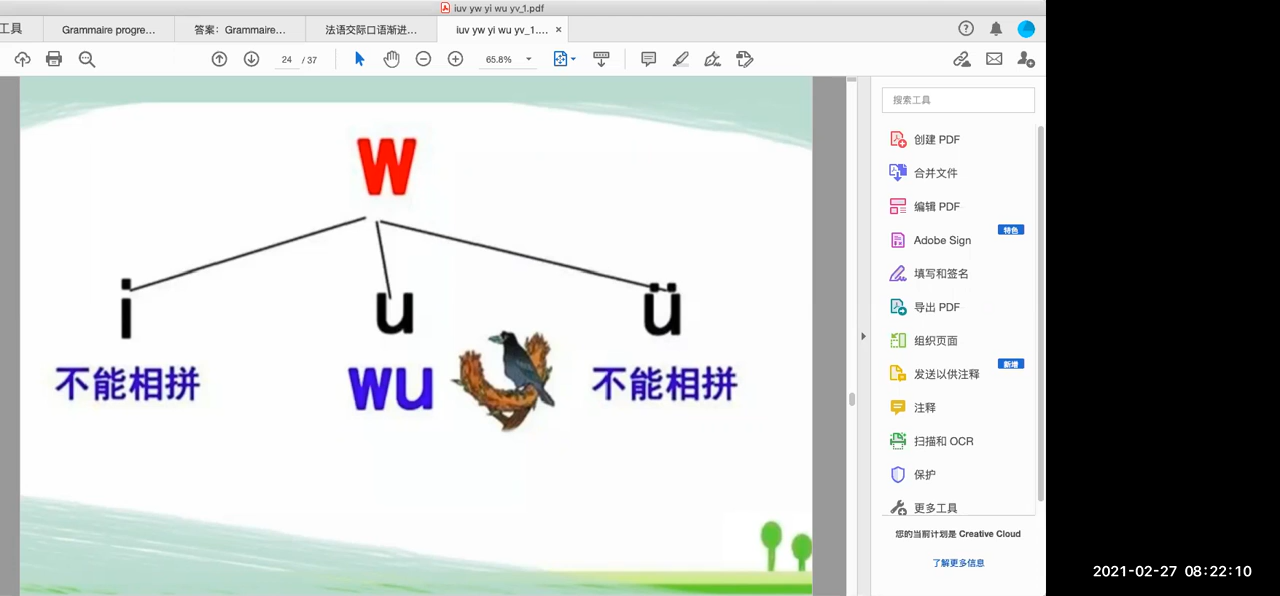 iuv yw yi wu yv_1.pdf
工具
Grammaire progre...
答案：Grammaire...
法语交际口语渐进...
iuv yw yi wu yv_1.... ×
24 / 37
65.8%
搜索工具
w
i u ü
不能相拼 wu 不能相拼
创建 PDF
合并文件
编辑 PDF
特色
Adobe Sign
填写和签名
导出 PDF
组织页面
新增
发送以供注释
注释
扫描和 OCR
保护
更多工具
您的当前计划是 Creative Cloud
了解更多信息
2021-02-27 08:22:10